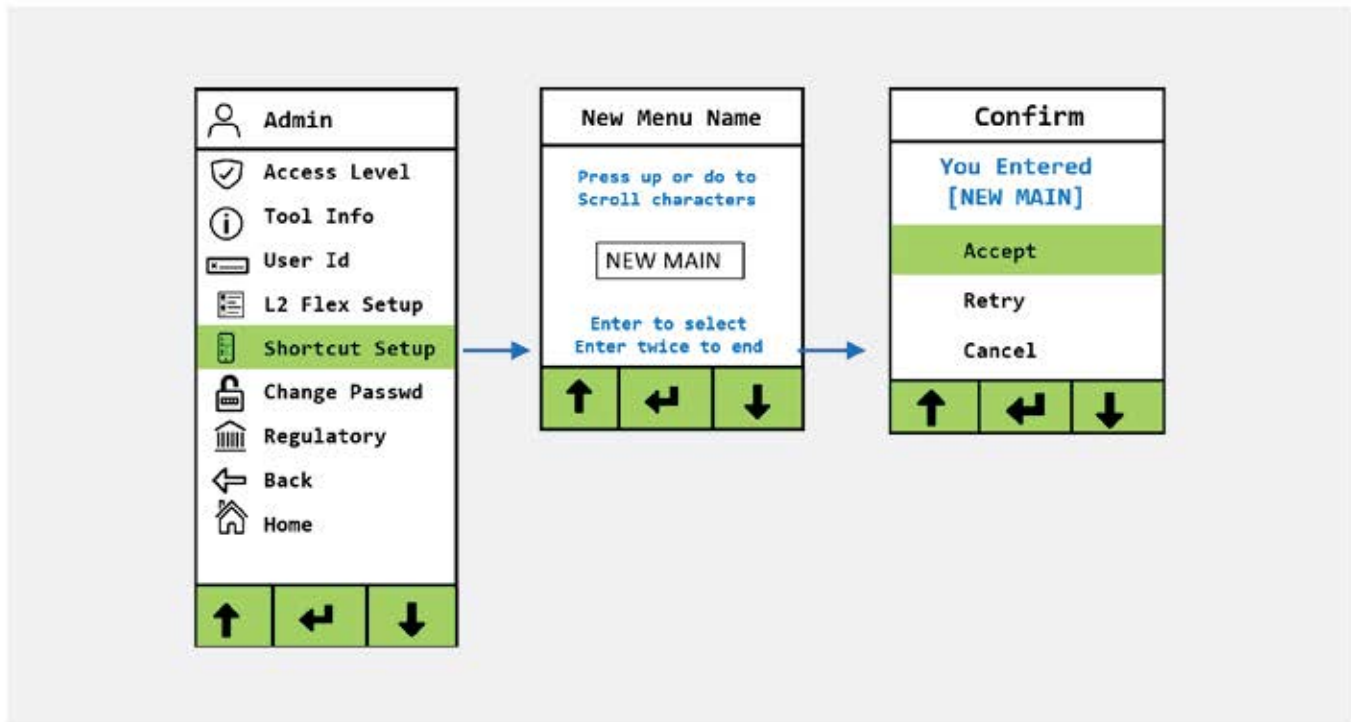 Admin
Access Level
Tool Info
User Id
L2 Flex Setup
Shortcut Setup
Change Passwd
Regulatory
Back
Home
New Menu Name
Press up or do to
Scroll characters
NEW MAIN
Enter to select
Enter twice to end
Confirm
You Entered
[NEW MAIN]
Accept
Retry
Cancel